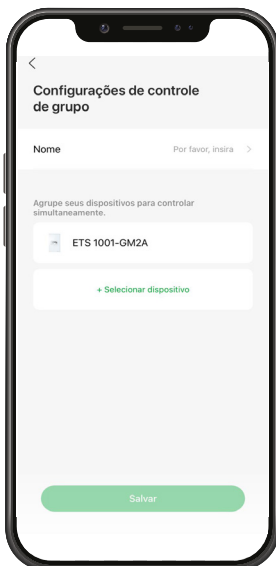 Configurações de controle
de grupo
Nome
Por favor, insira
Agrupe seus dispositivos para controlar
simultaneamente.
ETS 1001-GM2A
+ Selecionar dispositivo
Salvar